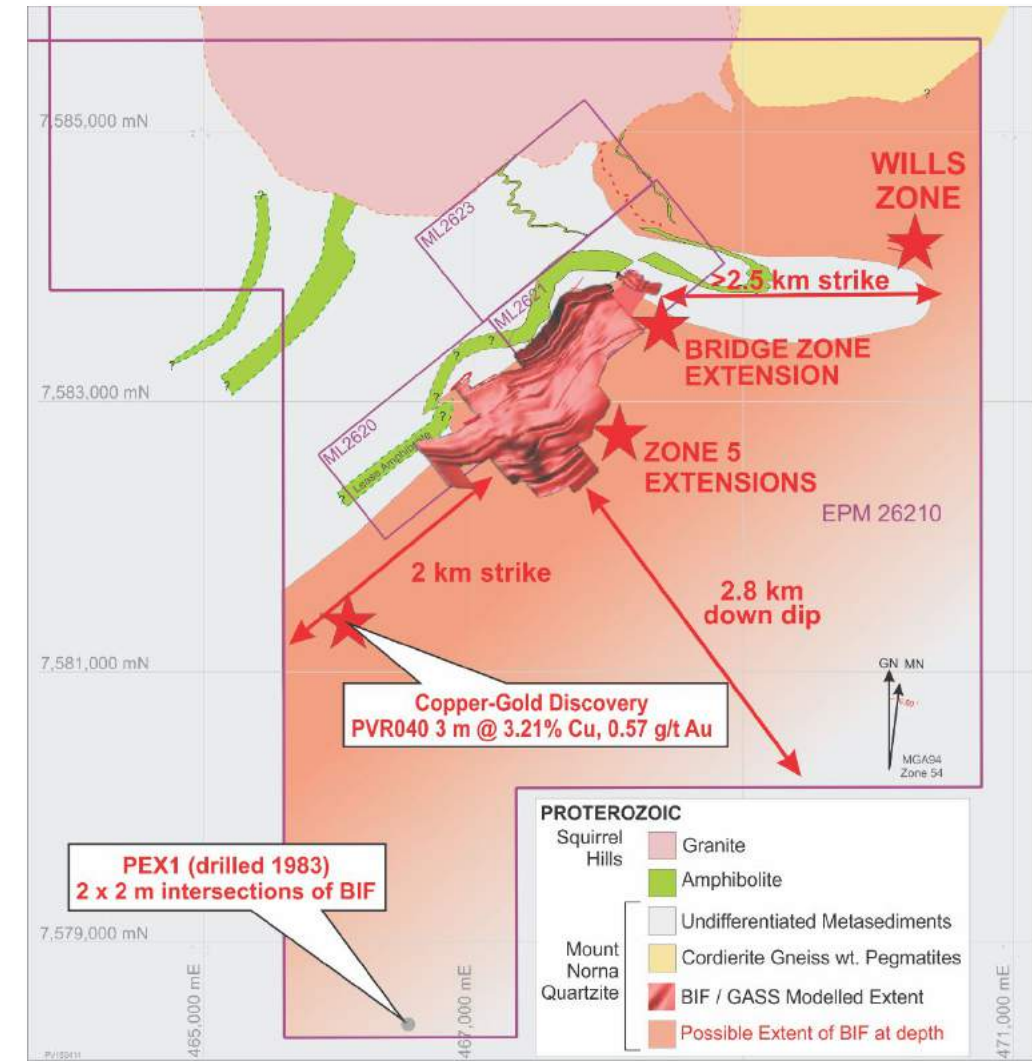 7,585,000 mN
?
WILLS
ZONE
ML2623
>2.5 km strike
ML2621
BRIDGE ZONE
EXTENSION
?
?
?
?
7,583,000 mN
?
ML2620
Lease Amphibolite
?
ZONE 5
EXTENSIONS
EPM 26210
2 km strike
2.8 km
down dip
7,581,000 mN
GN MN
Copper-Gold Discovery
PVR040 3 m @ 3.21% Cu, 0.57 g/t Au
MGA94
Zone 54
PROTEROZOIC
Squirrel
Hills
Granite
Amphibolite
PEX1 (drilled 1983)
2 x 2 m intersections of BIF
Undifferentiated Metasediments
7,579,000 mN
Mount
Norna
Quartzite
Cordierite Gneiss wt. Pegmatites
BIF / GASS Modelled Extent
Possible Extent of BIF at depth
465,000 mE
467,000 mE
471,000 mE